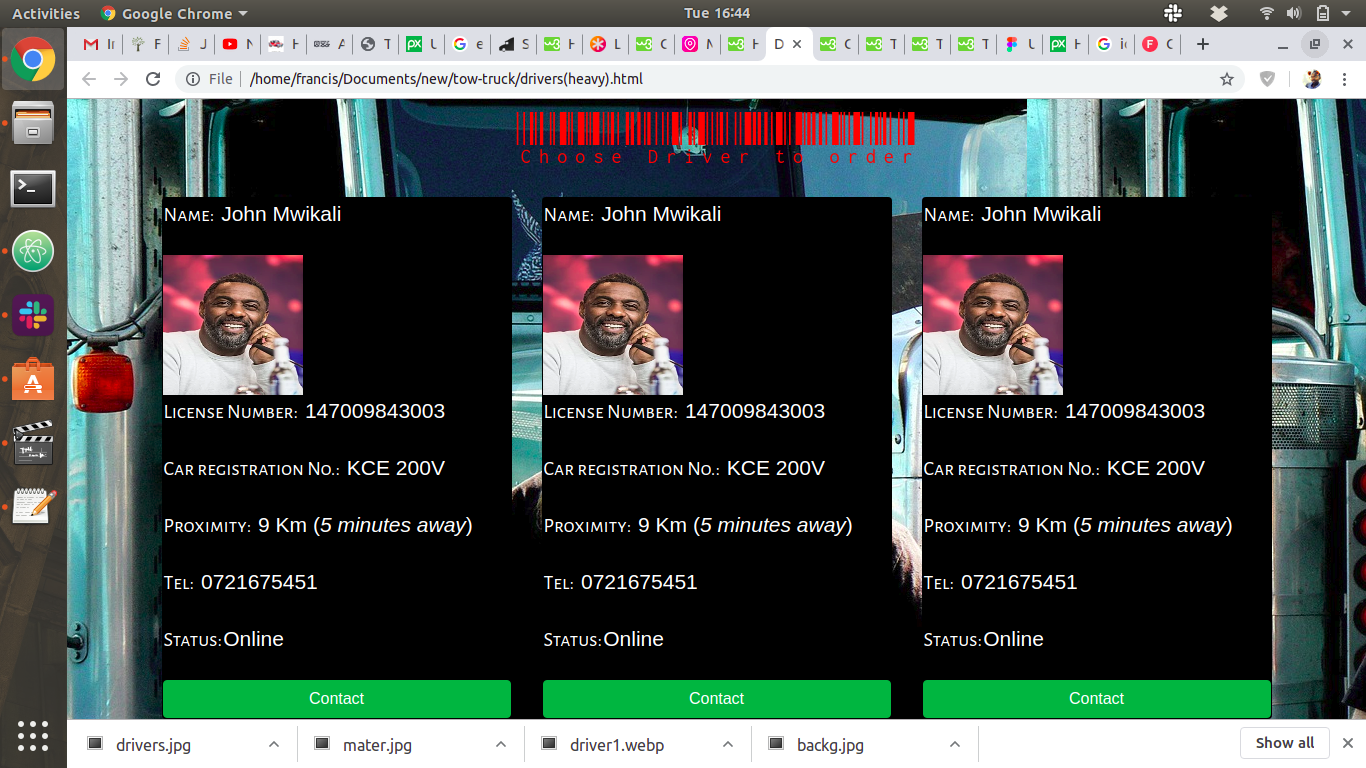 Activities Google Chrome Tue 16:44
File /home/francis/Documents/new/tow-truck/drivers(heavy).html
Choose Driver to order
Name: John Mwikali Name: John Mwikali Name: John Mwikali
License Number: 147009843003 License Number: 147009843003 License Number: 147009843003
Car registration No.: KCE 200V Car registration No.: KCE 200V Car registration No.: KCE 200V
Proximity: 9 Km (5 minutes away) Proximity: 9 Km (5 minutes away) Proximity: 9 Km (5 minutes away)
Tel: 0721675451 Tel: 0721675451 Tel: 0721675451
Status:Online Status:Online Status:Online
Contact Contact Contact
drivers.jpg mater.jpg driver1.webp backg.jpg Show all